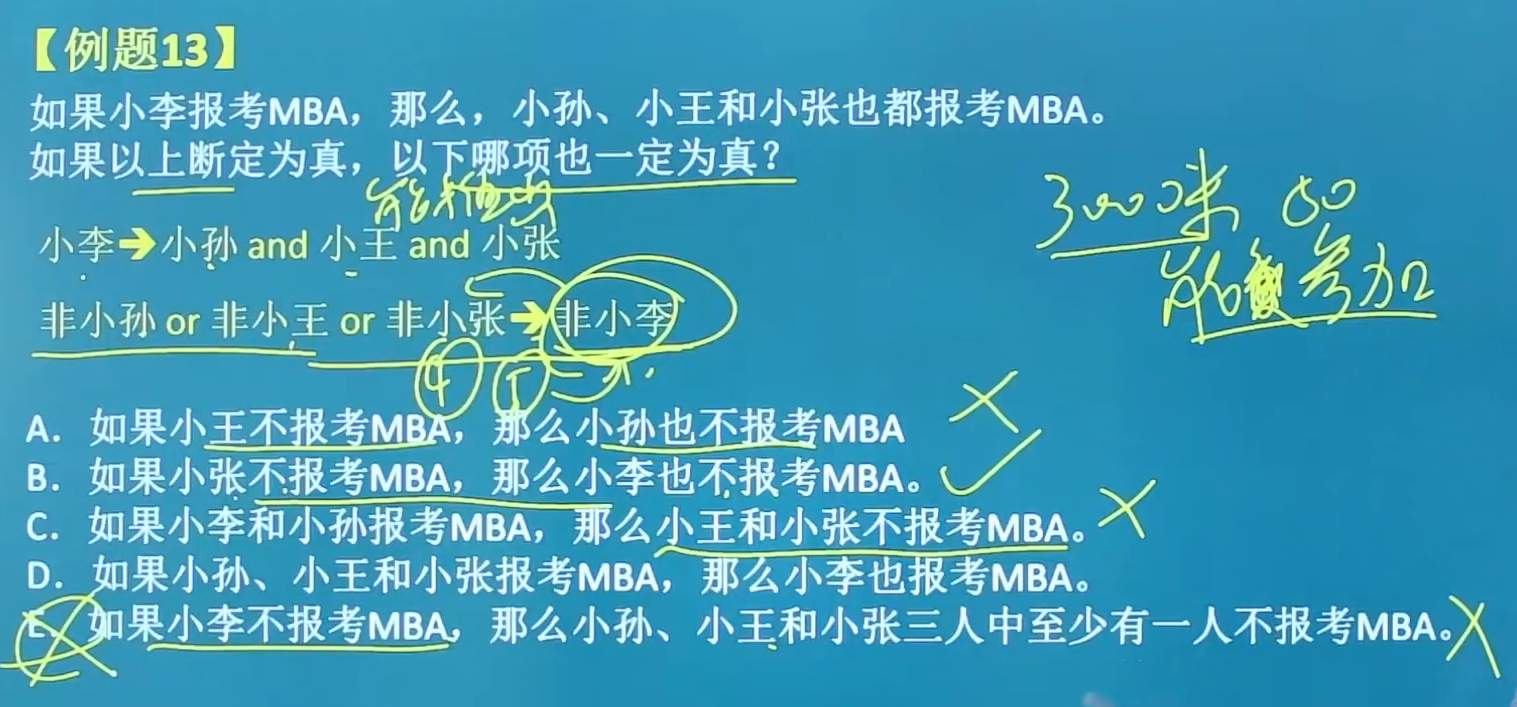 【例题13】
如果小李报考MBA，那么，小孙、小王和小张也都报考MBA。
如果以上断定为真，以下哪项也一定为真？
能推出
3000米 50
小李→小孙 and 小王 and 小张
能 参加
非小孙 or 非小王 or 非小张→非小李
A. 如果小王不报考MBA，那么小孙也不报考MBA
B. 如果小张不报考MBA，那么小李也不报考MBA。
C. 如果小李和小孙报考MBA，那么小王和小张不报考MBA。
D. 如果小孙、小王和小张报考MBA，那么小李也报考MBA。
E. 如果小李不报考MBA，那么小孙、小王和小张三人中至少有一人不报考MBA。